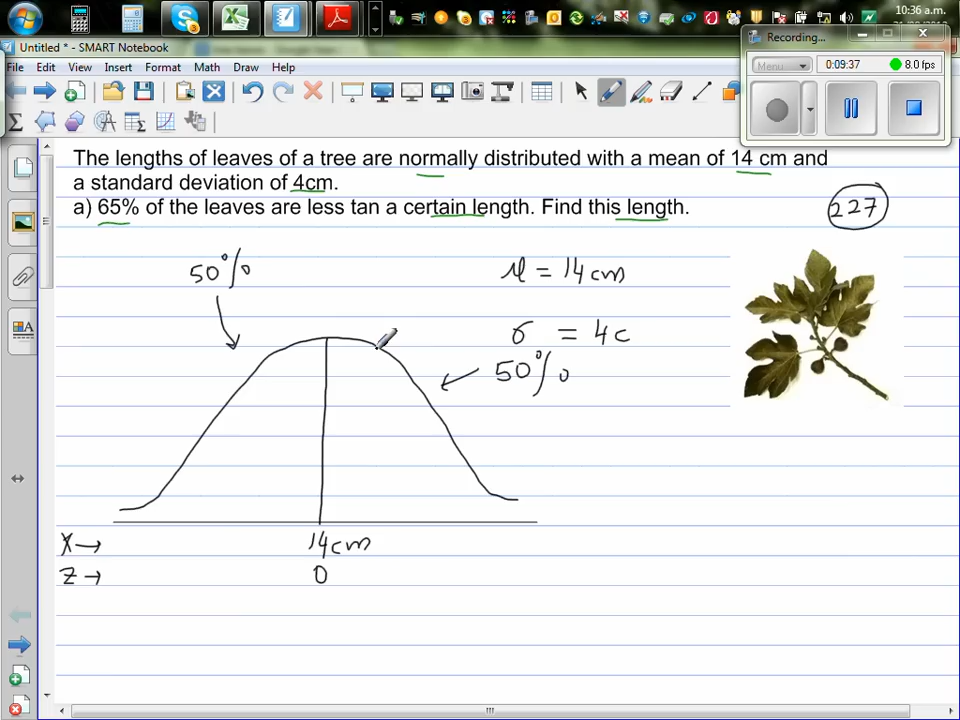 10:36 a.m.
Untitled * - SMART Notebook
Recording...
File Edit View Insert Format Math Draw Help
Menu
0:09:37
8.0 fps
The lengths of leaves of a tree are normally distributed with a mean of 14 cm and
a standard deviation of 4cm.
a) 65% of the leaves are less tan a certain length. Find this length.
227
50%
μ = 14cm
σ = 4c
50%
X → 14cm
Z → 0